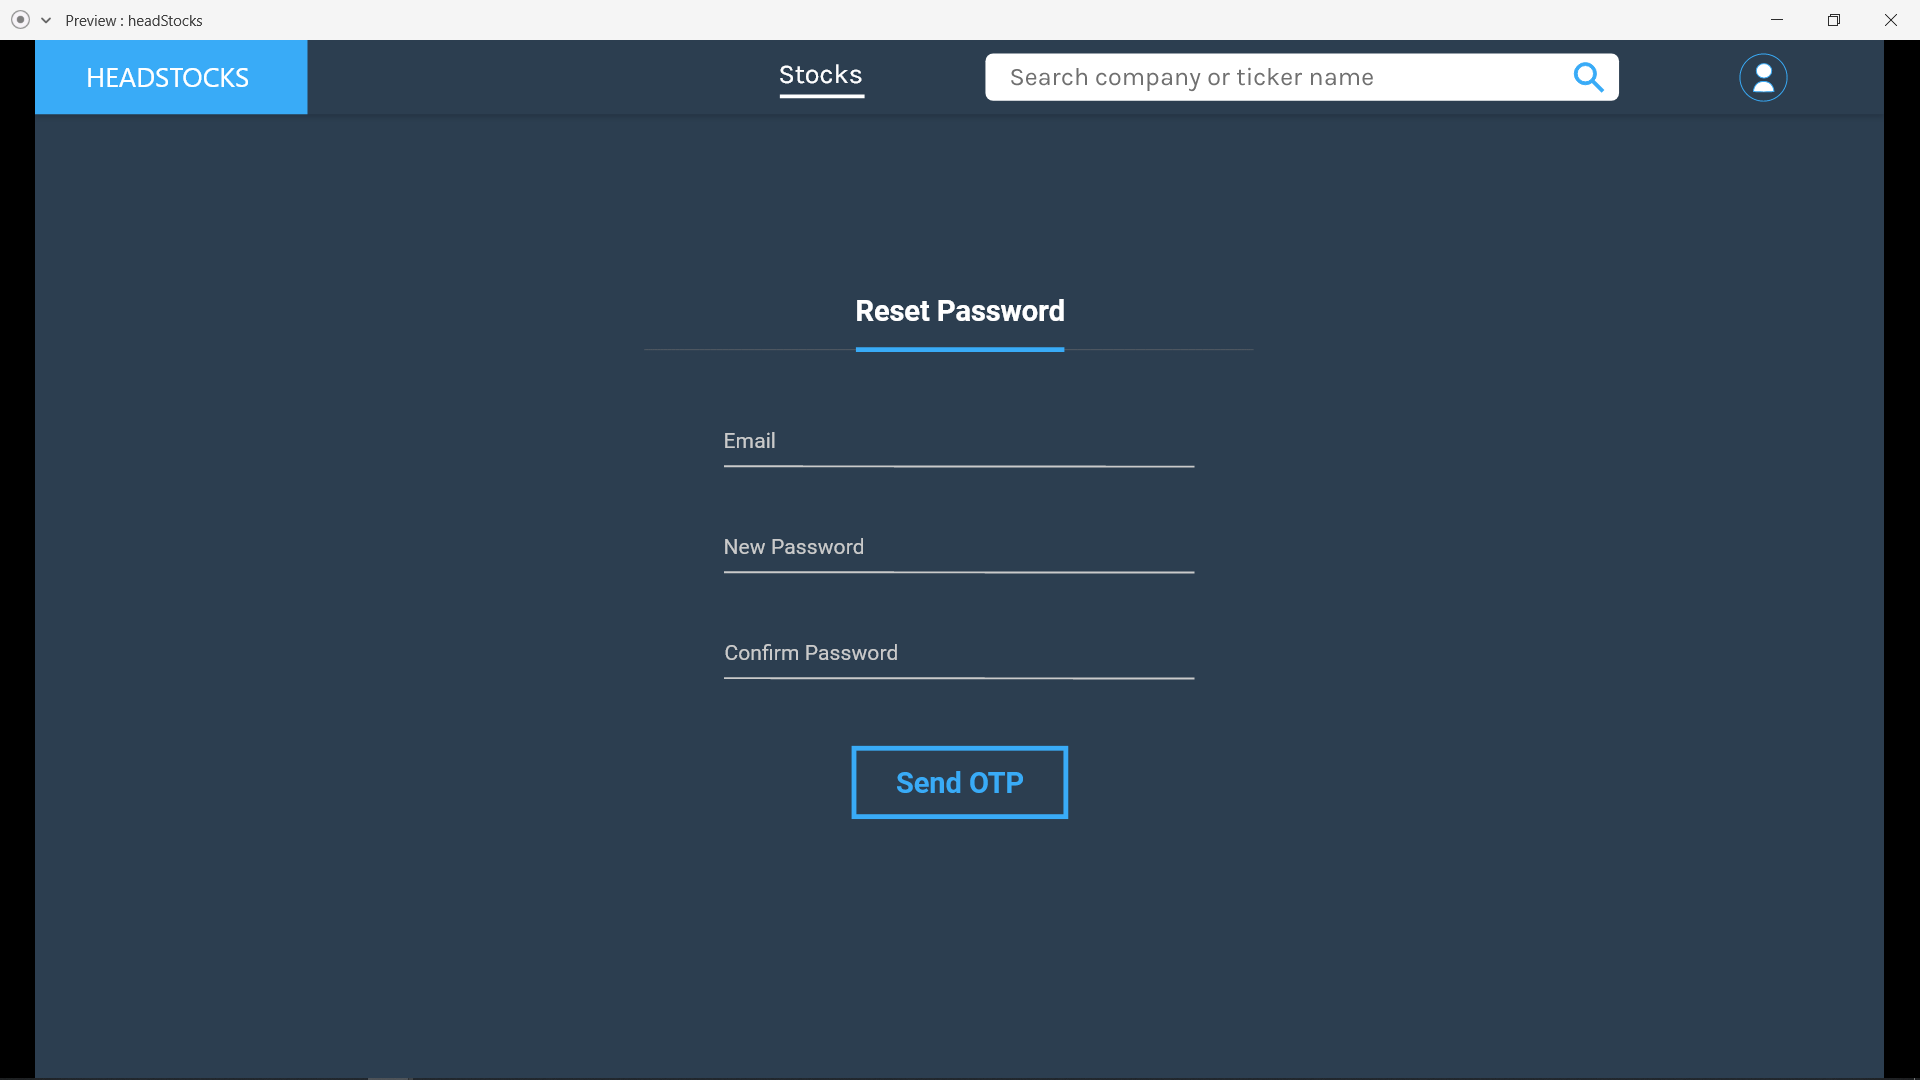 Preview : headStocks
HEADSTOCKS
Stocks
Search company or ticker name
Reset Password
Email
New Password
Confirm Password
Send OTP